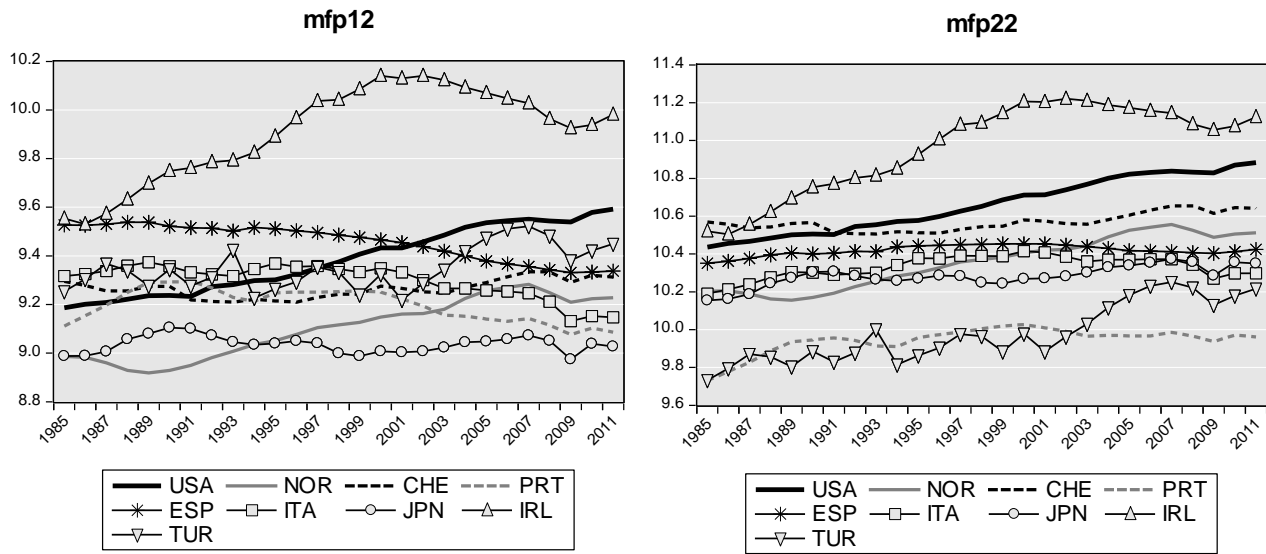 mfp12
10.2
10.0
9.8
9.6
9.4
9.2
9.0
8.8
1985 1987 1989 1991 1993 1995 1997 1999 2001 2003 2005 2007 2009 2011
USA NOR CHE PRT
ESP ITA JPN IRL
TUR
mfp22
11.4
11.2
11.0
10.8
10.6
10.4
10.2
10.0
9.8
9.6
1985 1987 1989 1991 1993 1995 1997 1999 2001 2003 2005 2007 2009 2011
USA NOR CHE PRT
ESP ITA JPN IRL
TUR